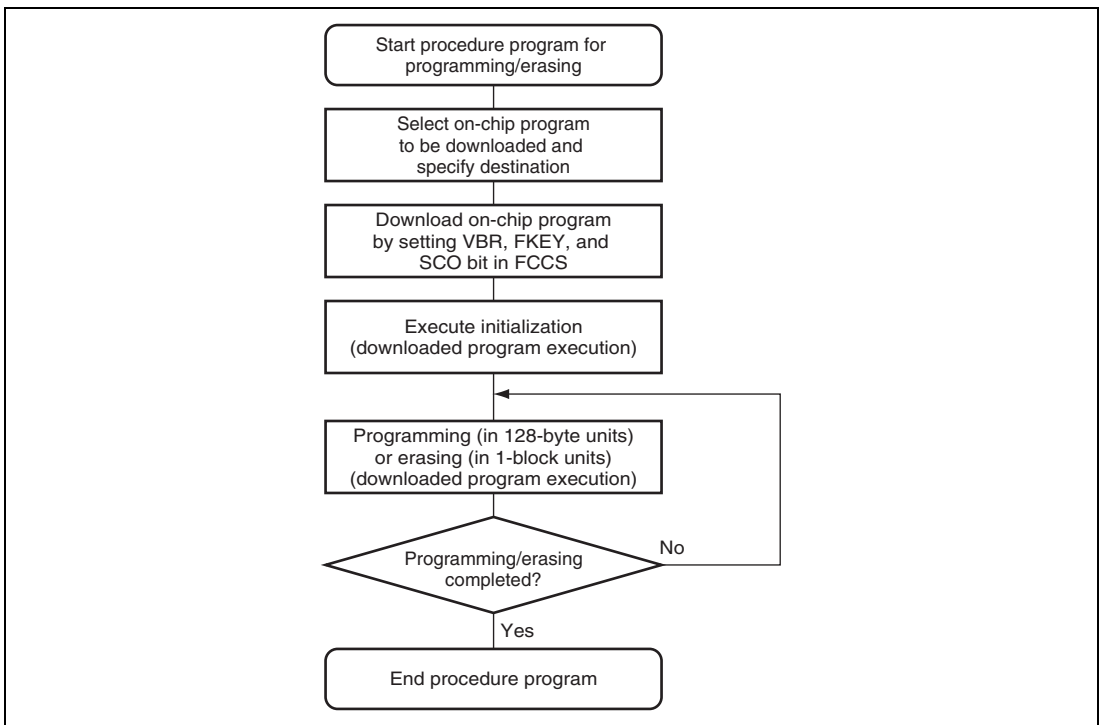 Start procedure program for
programming/erasing
Select on-chip program
to be downloaded and
specify destination
Download on-chip program
by setting VBR, FKEY, and
SCO bit in FCCS
Execute initialization
(downloaded program execution)
Programming (in 128-byte units)
or erasing (in 1-block units)
(downloaded program execution)
Programming/erasing
completed?
No
Yes
End procedure program